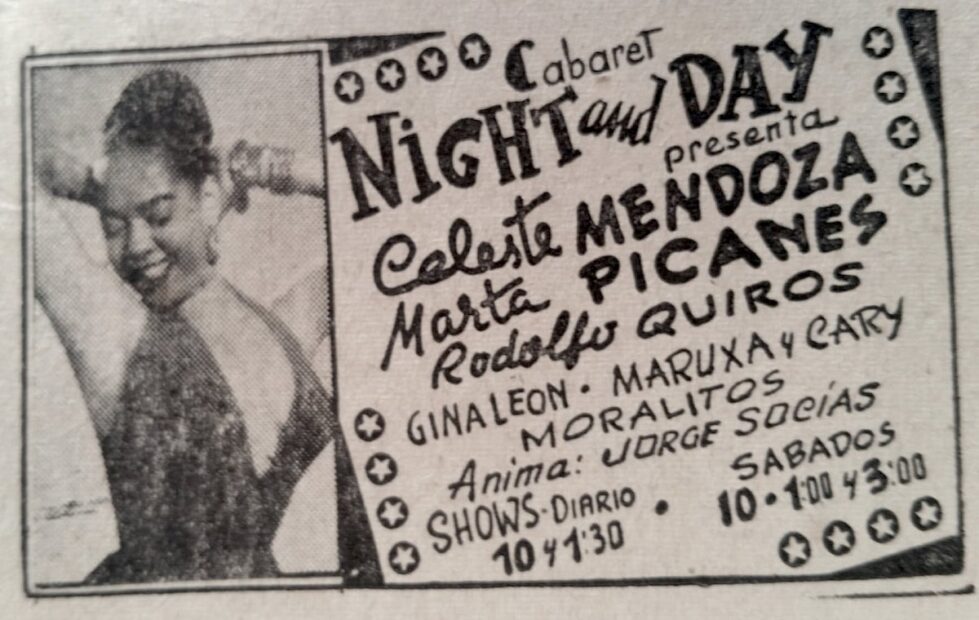 Cabaret
NiGHT and DAY
presenta
Celeste MENDOZA
Marta PICANES
Rodolfo QUIROS
GINA LEON • MARUXA y CARY
MORALITOS
Anima: JORGE SOCÍAS
SHOWS - DIARIO • SABADOS
10 y 1:30 10 • 1:00 y 3:00